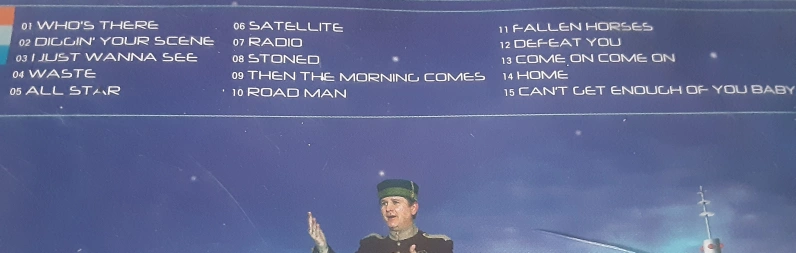 01 WHO'S THERE
02 DIGGIN' YOUR SCENE
03 I JUST WANNA SEE
04 WASTE
05 ALL STAR
06 SATELLITE
07 RADIO
08 STONED
09 THEN THE MORNING COMES
10 ROAD MAN
11 FALLEN HORSES
12 DEFEAT YOU
13 COME ON COME ON
14 HOME
15 CAN'T GET ENOUGH OF YOU BABY